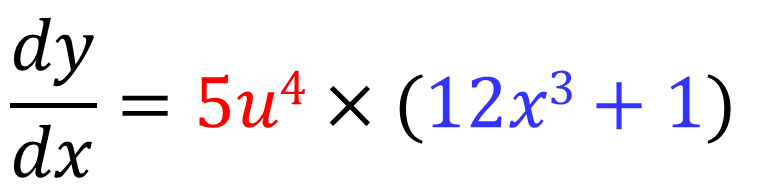 dy/dx = 5u⁴ × (12x³ + 1)